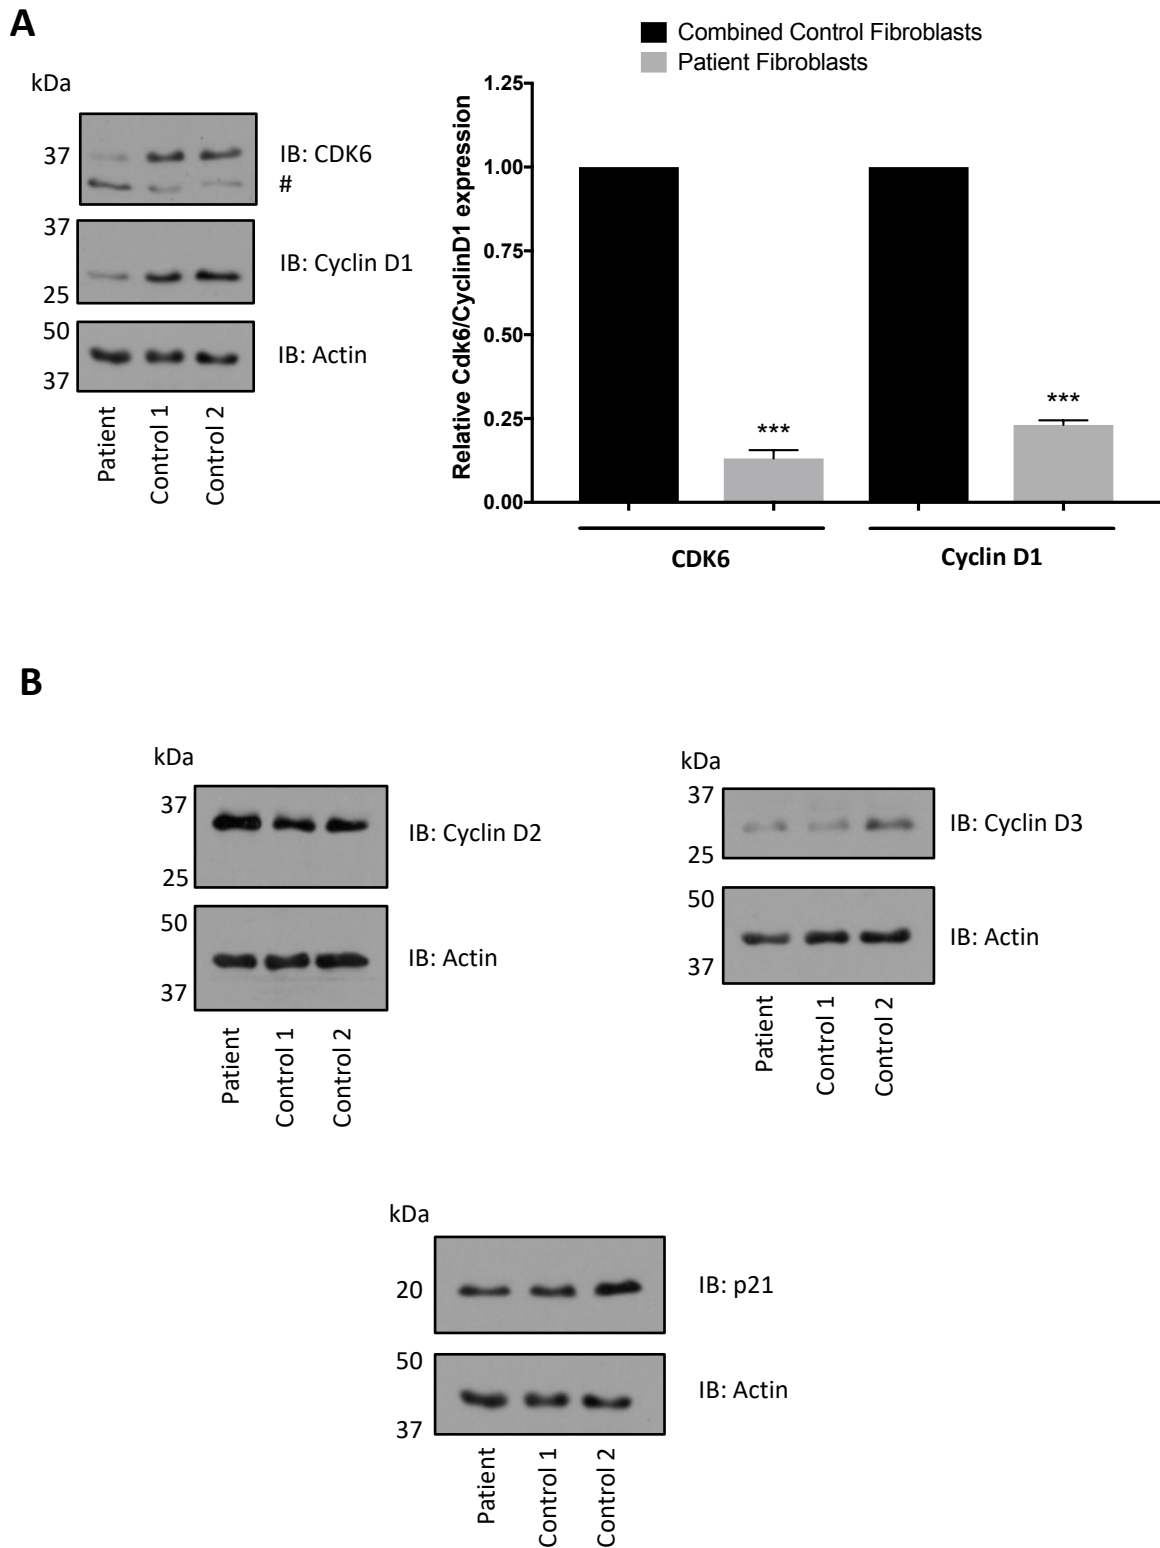 A
Combined Control Fibroblasts
Patient Fibroblasts
kDa
37
IB: CDK6
#
37
IB: Cyclin D1
25
50
IB: Actin
37
Patient
Control 1
Control 2
Relative Cdk6/CyclinD1 expression
1.25
1.00
0.75
0.50
0.25
0.00
***
***
CDK6
Cyclin D1
B
kDa
37
IB: Cyclin D2
25
50
IB: Actin
37
Patient
Control 1
Control 2
kDa
37
IB: Cyclin D3
25
50
IB: Actin
37
Patient
Control 1
Control 2
kDa
20
IB: p21
50
IB: Actin
37
Patient
Control 1
Control 2